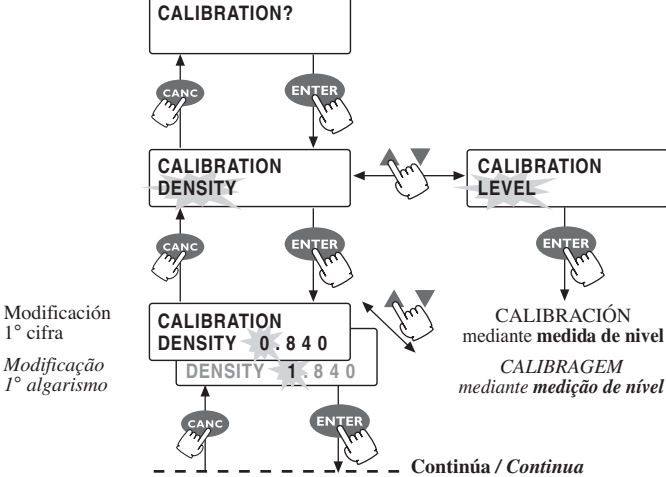 CALIBRATION?
CANC
ENTER
CALIBRATION
DENSITY
CALIBRATION
LEVEL
CANC
ENTER
ENTER
Modificación
1° cifra
Modificação
1° algarismo
CALIBRATION
DENSITY 0.840
DENSITY 1.840
CALIBRACIÓN
mediante medida de nivel
CALIBRAGEM
mediante medição de nível
CANC
ENTER
Continúa / Continua